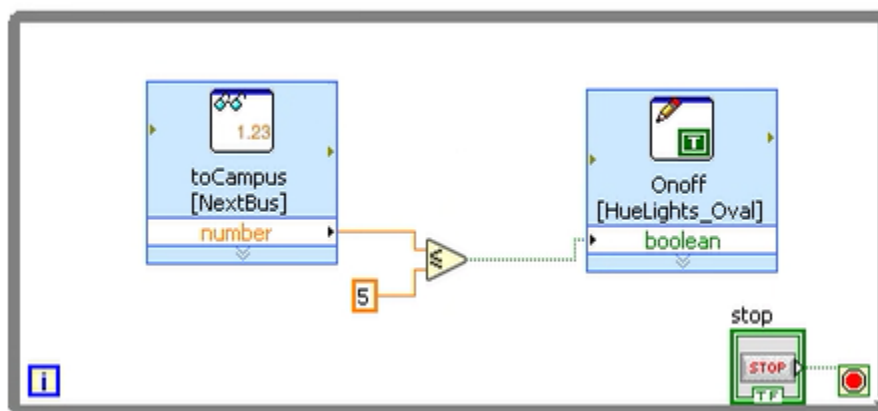 1.23
toCampus
[NextBus]
number
5
T
Onoff
[HueLights_Oval]
boolean
stop
STOP
TF
i